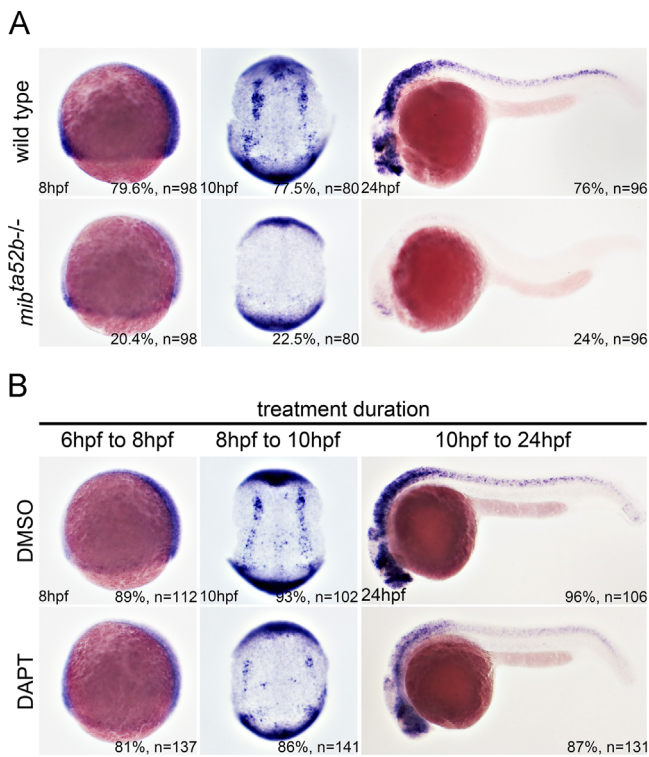 A
wild type
8hpf 79.6%, n=98 10hpf 77.5%, n=80 24hpf 76%, n=96
mibta52b-/-
20.4%, n=98 22.5%, n=80 24%, n=96
B
treatment duration
6hpf to 8hpf 8hpf to 10hpf 10hpf to 24hpf
DMSO
8hpf 89%, n=112 10hpf 93%, n=102 24hpf 96%, n=106
DAPT
81%, n=137 86%, n=141 87%, n=131